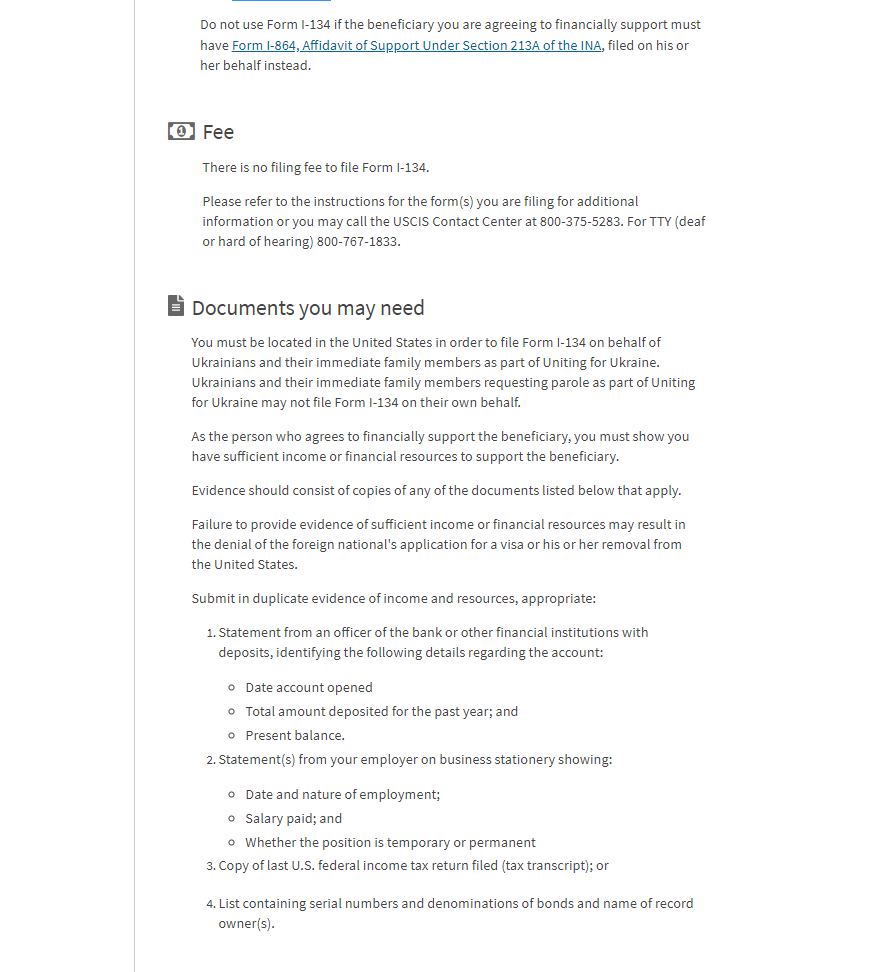 Do not use Form I-134 if the beneficiary you are agreeing to financially support must
have Form I-864, Affidavit of Support Under Section 213A of the INA, filed on his or
her behalf instead.
Fee
There is no filing fee to file Form I-134.
Please refer to the instructions for the form(s) you are filing for additional
information or you may call the USCIS Contact Center at 800-375-5283. For TTY (deaf
or hard of hearing) 800-767-1833.
Documents you may need
You must be located in the United States in order to file Form I-134 on behalf of
Ukrainians and their immediate family members as part of Uniting for Ukraine.
Ukrainians and their immediate family members requesting parole as part of Uniting
for Ukraine may not file Form I-134 on their own behalf.
As the person who agrees to financially support the beneficiary, you must show you
have sufficient income or financial resources to support the beneficiary.
Evidence should consist of copies of any of the documents listed below that apply.
Failure to provide evidence of sufficient income or financial resources may result in
the denial of the foreign national's application for a visa or his or her removal from
the United States.
Submit in duplicate evidence of income and resources, appropriate:
1. Statement from an officer of the bank or other financial institutions with
deposits, identifying the following details regarding the account:
Date account opened
Total amount deposited for the past year; and
Present balance.
2. Statement(s) from your employer on business stationery showing:
Date and nature of employment;
Salary paid; and
Whether the position is temporary or permanent
3. Copy of last U.S. federal income tax return filed (tax transcript); or
4. List containing serial numbers and denominations of bonds and name of record
owner(s).